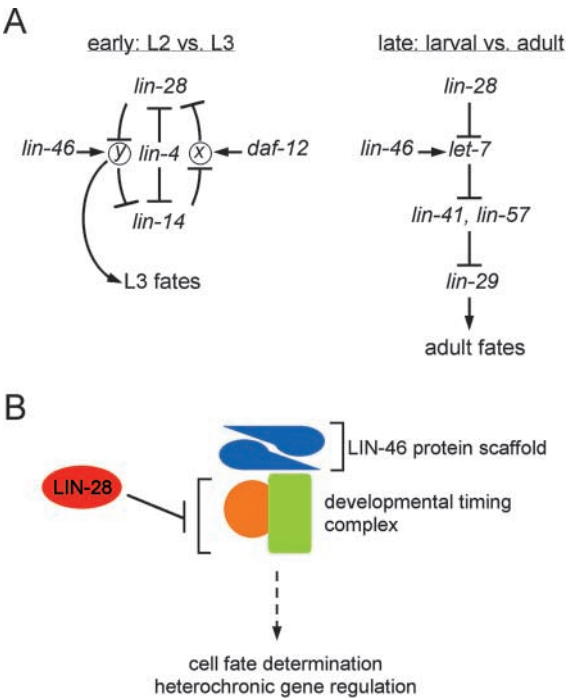 A
early: L2 vs. L3
lin-28
lin-46 y lin-4 x daf-12
lin-14
L3 fates
late: larval vs. adult
lin-28
lin-46 let-7
lin-41, lin-57
lin-29
adult fates
B
LIN-28
LIN-46 protein scaffold
developmental timing
complex
cell fate determination
heterochronic gene regulation